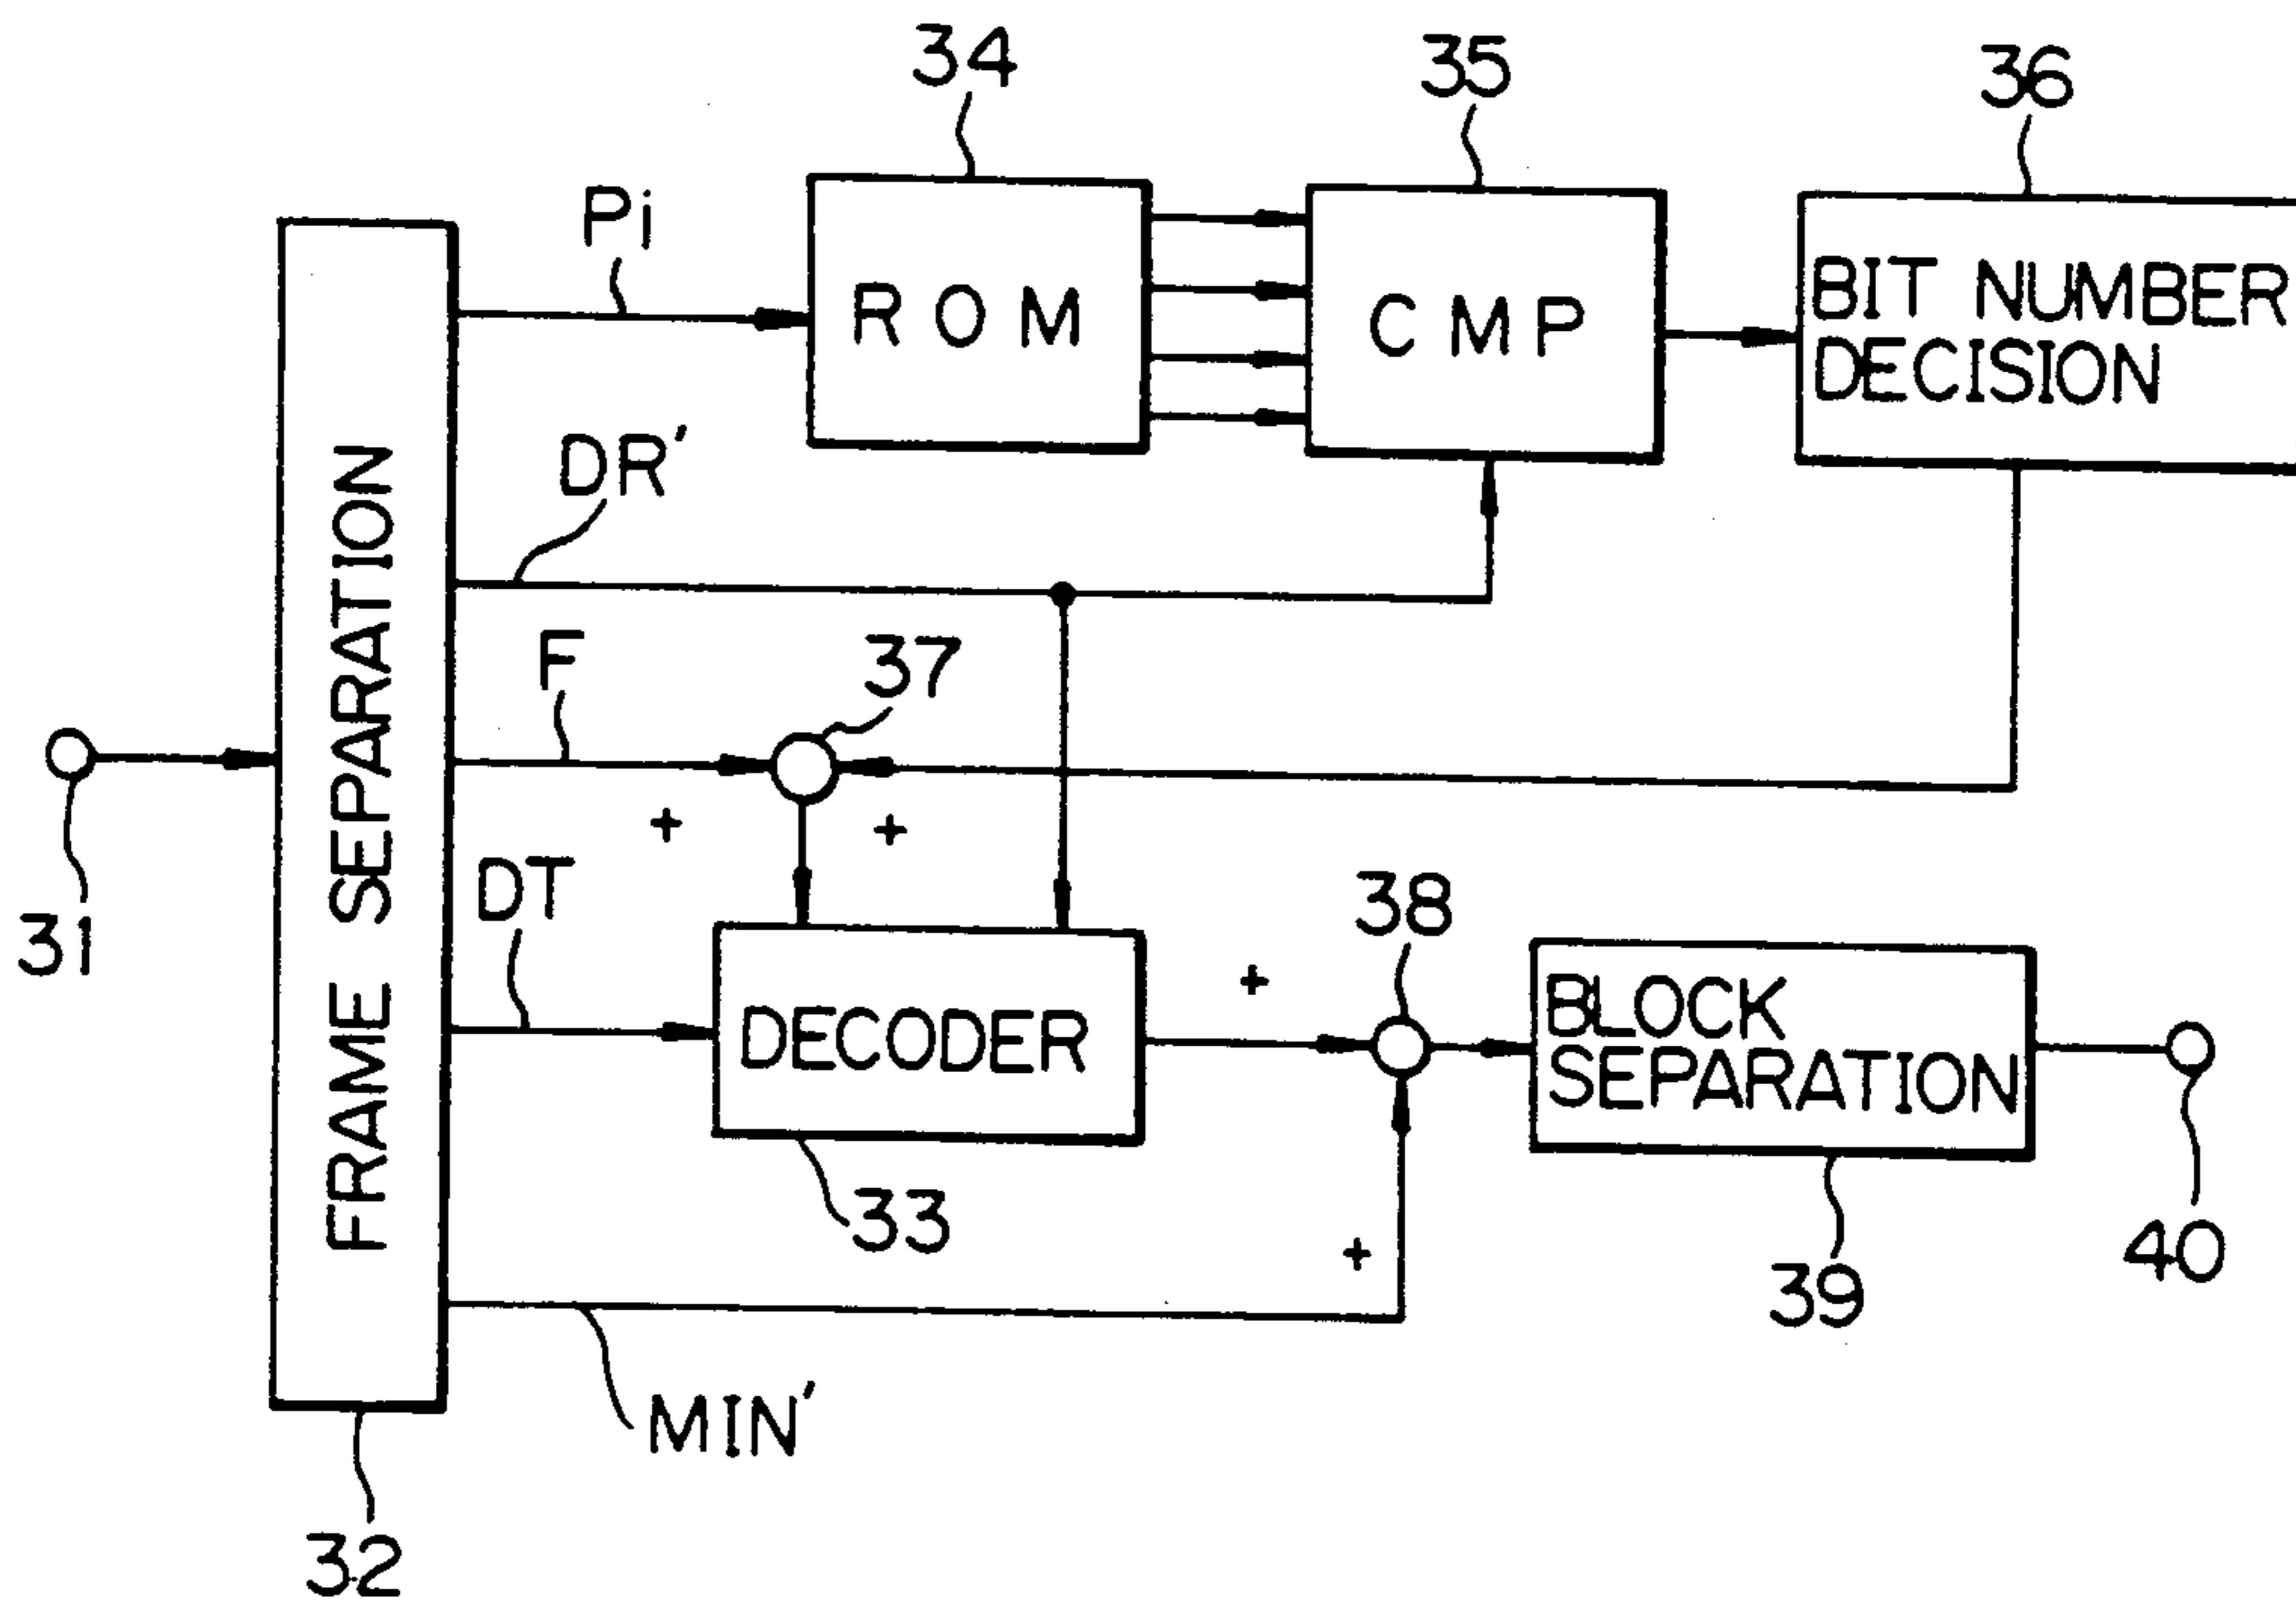 34
35
36
Pi
ROM
CMP
BIT NUMBER
DECISION
DR'
F
37
+
+
DT
38
+
FRAME SEPARATION
31
DECODER
BLOCK
SEPARATION
33
+
39
40
MIN'
32